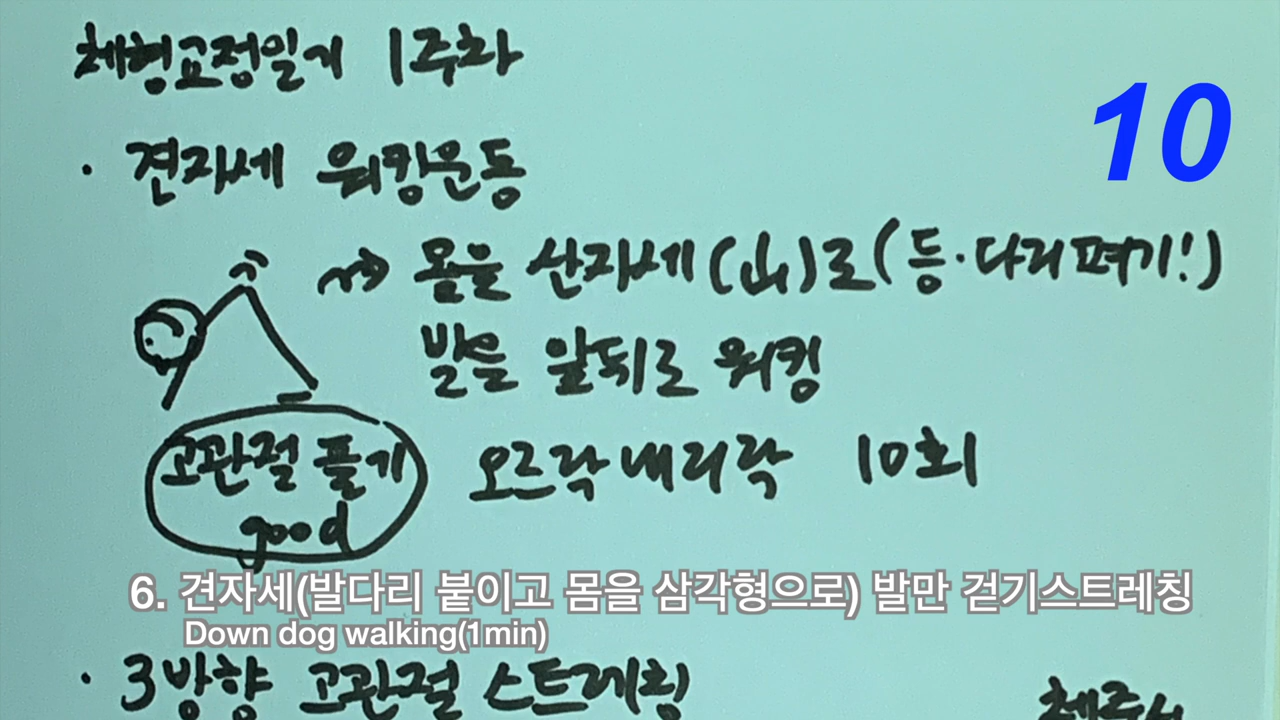 체형교정일기 1주차
10
· 견자세 워킹운동
→ 몸을 산자세(山)로(등·다리펴기!)
발을 앞뒤로 워킹
고관절 풀기
good
오르락내리락 10회
6. 견자세(발다리 붙이고 몸을 삼각형으로) 발만 걷기스트레칭
Down dog walking(1min)
· 3방향 고관절 스트레칭